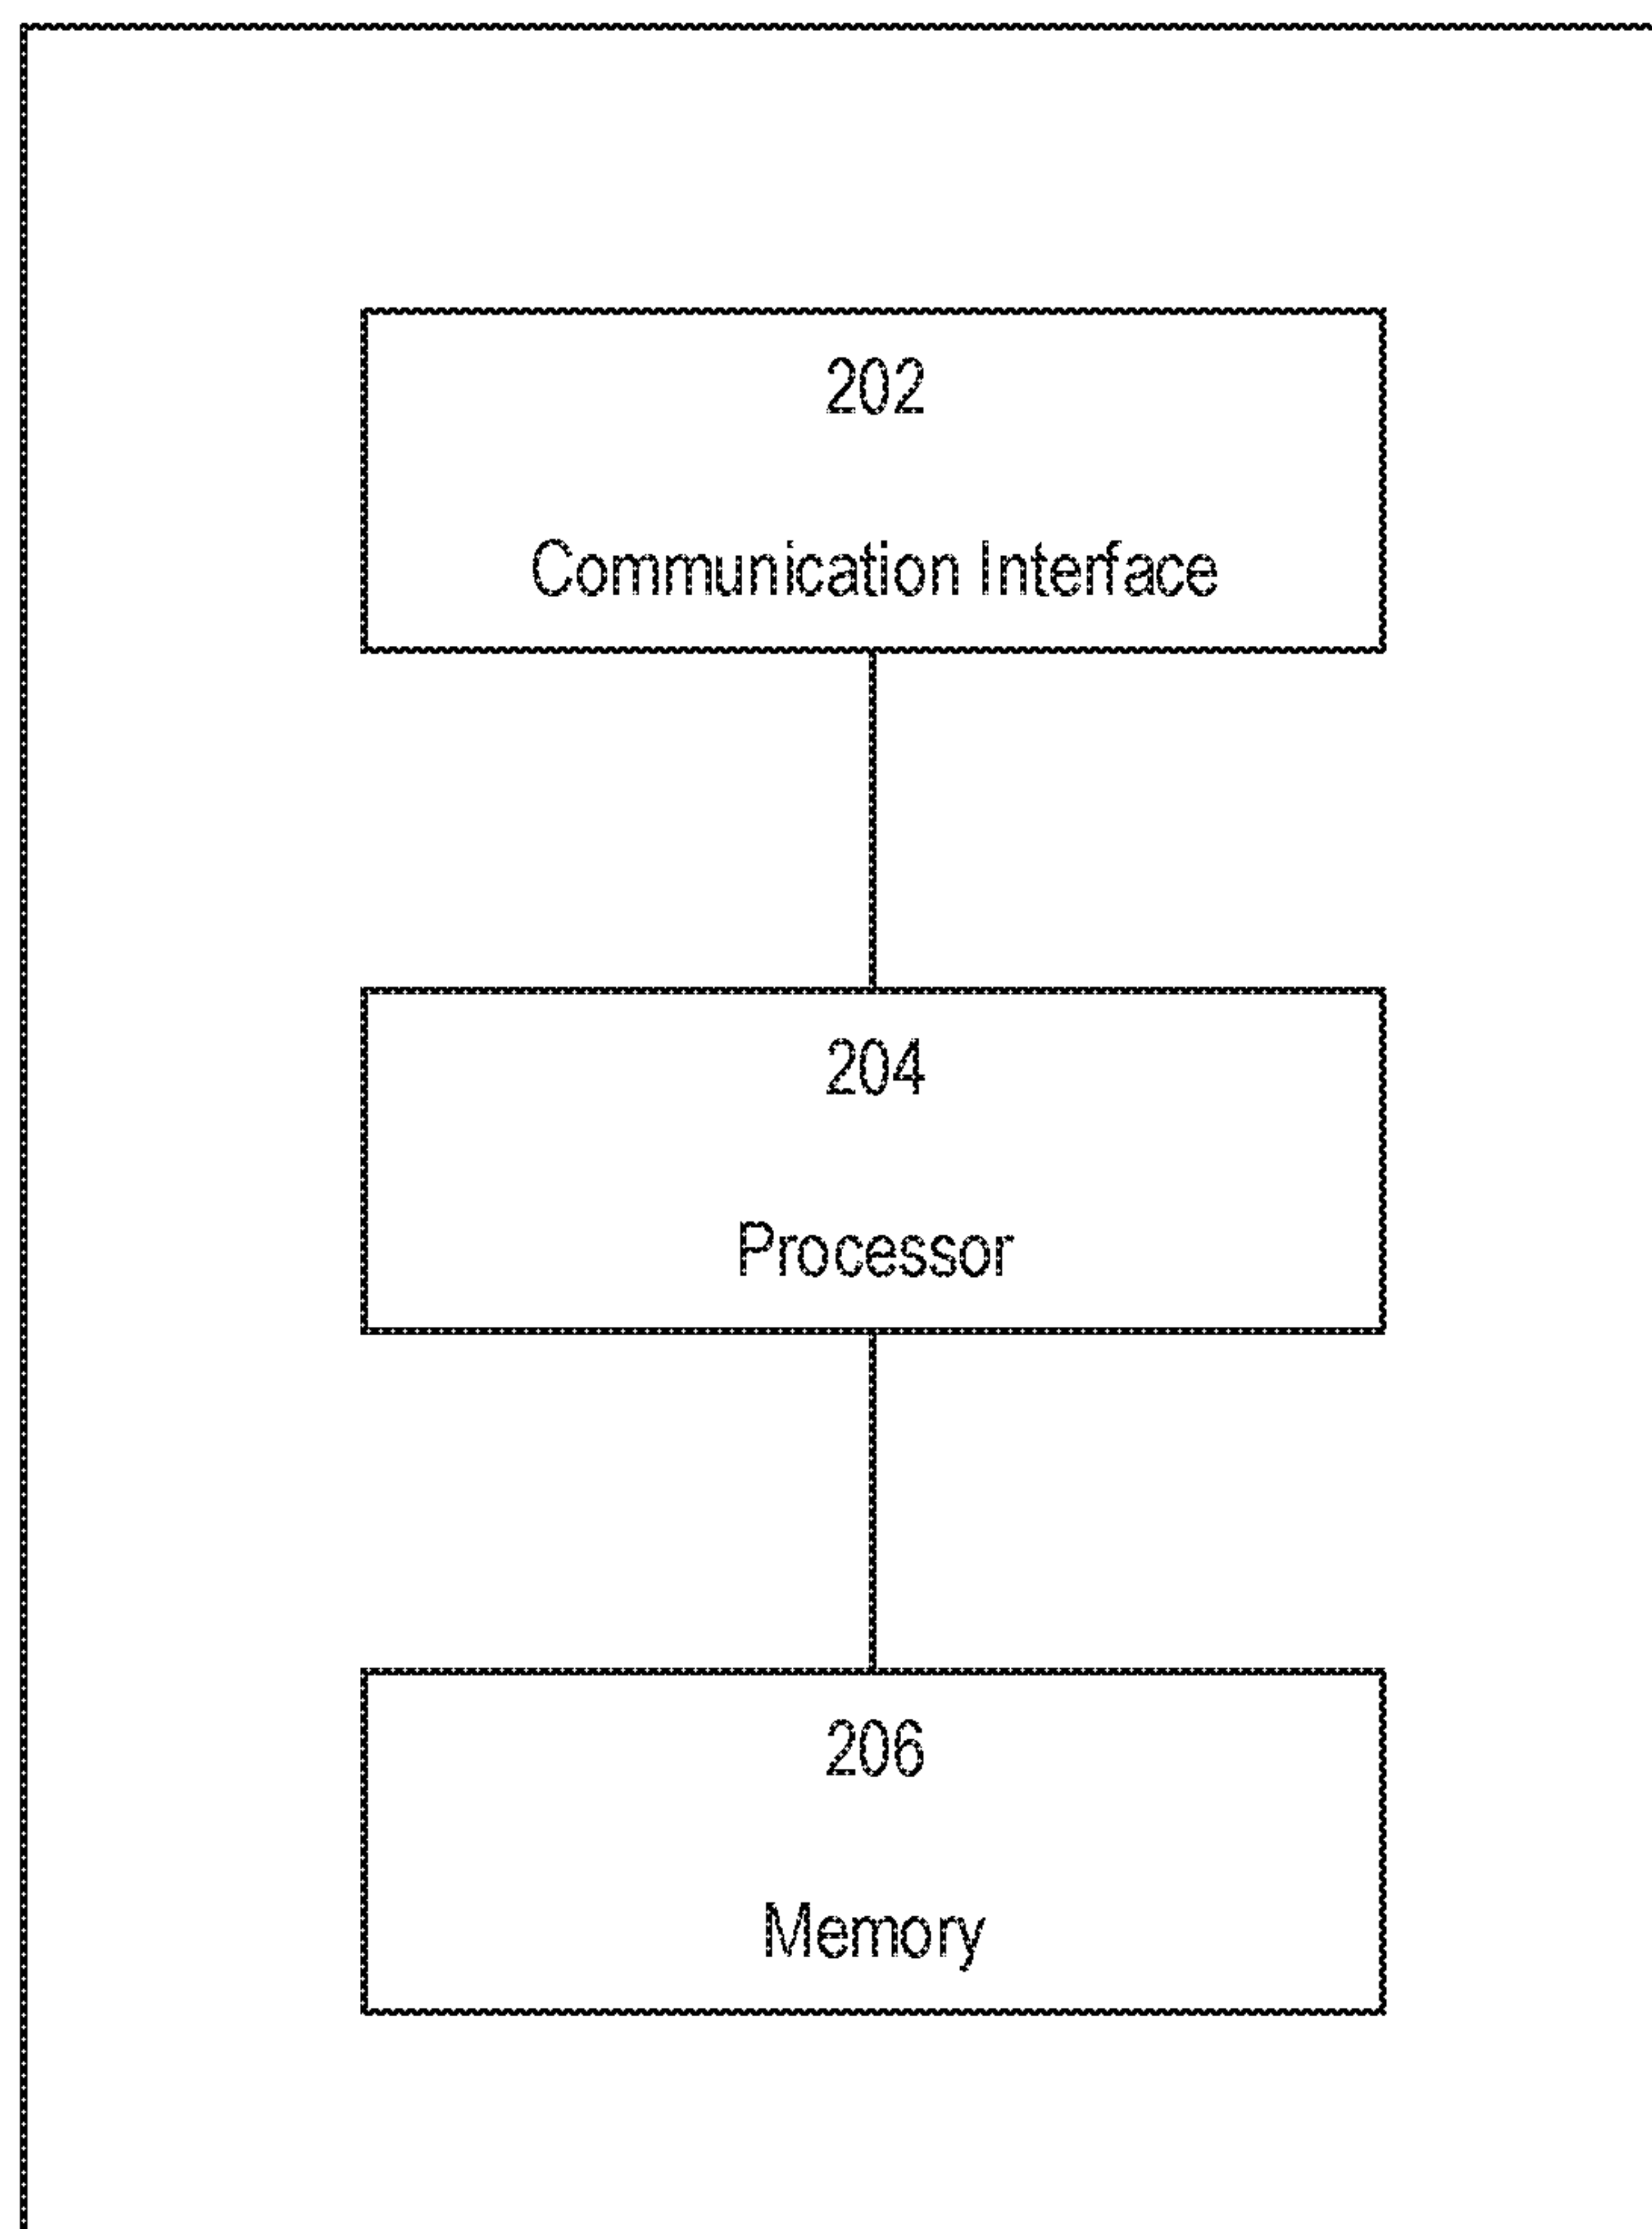 202
Communication Interface
204
Processor
206
Memory